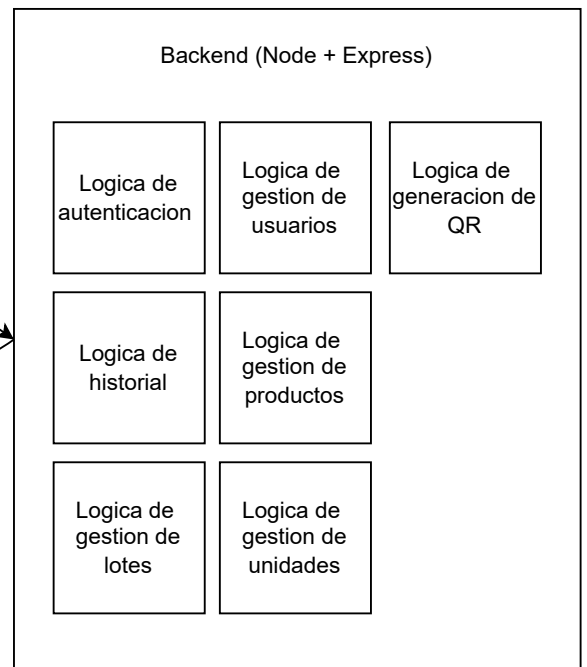 Backend (Node + Express)
Logica de
autenticacion
Logica de
gestion de
usuarios
Logica de
generacion de
QR
Logica de
historial
Logica de
gestion de
productos
Logica de
gestion de
lotes
Logica de
gestion de
unidades